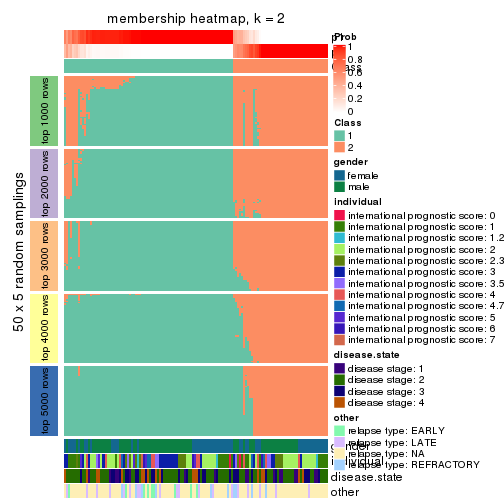 membership heatmap, k = 2
50 x 5 random samplings
top 1000 rows
top 2000 rows
top 3000 rows
top 4000 rows
top 5000 rows
Prob
1
0.8
0.6
0.4
0.2
0
Class
1
2
gender
female
male
individual
international prognostic score: 0
international prognostic score: 1
international prognostic score: 1.2
international prognostic score: 2
international prognostic score: 2.3
international prognostic score: 3
international prognostic score: 3.5
international prognostic score: 4
international prognostic score: 4.7
international prognostic score: 5
international prognostic score: 6
international prognostic score: 7
disease.state
disease stage: 1
disease stage: 2
disease stage: 3
disease stage: 4
other
relapse type: EARLY
relapse type: LATE
relapse type: NA
relapse type: REFRACTORY
gender
individual
disease.state
other